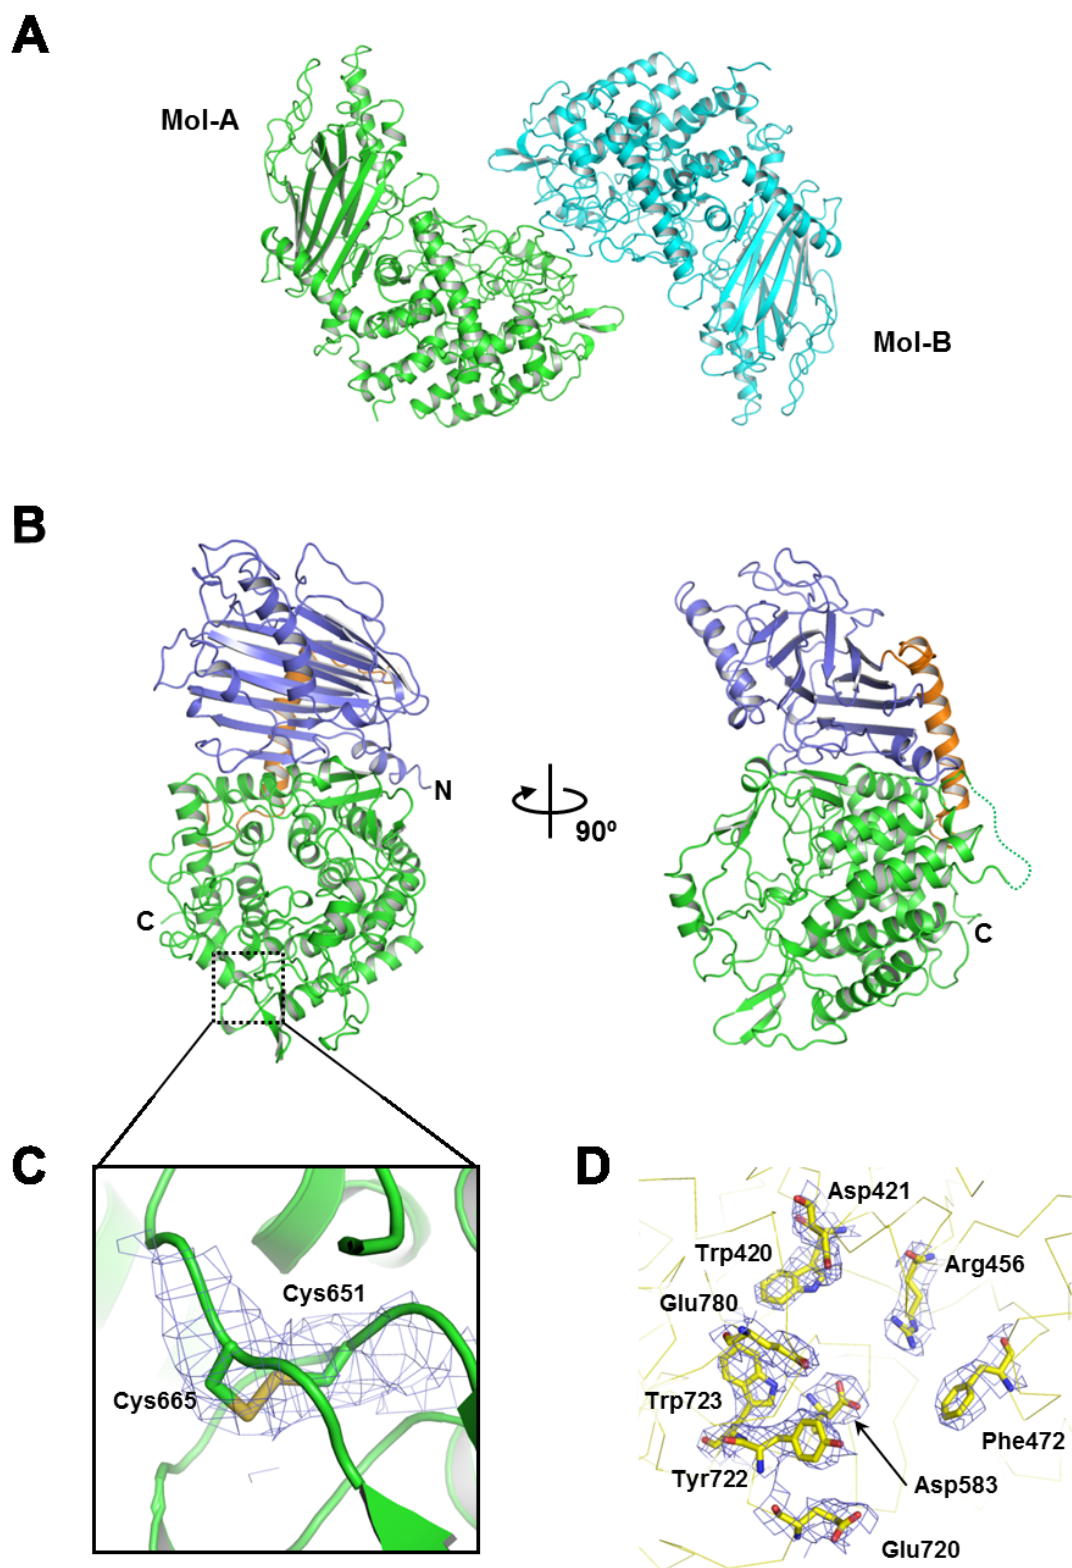 A
Mol-A
Mol-B
B
N
90º
C
C
C
Cys651
Cys665
D
Asp421
Trp420
Arg456
Glu780
Trp723
Phe472
Tyr722
Asp583
Glu720